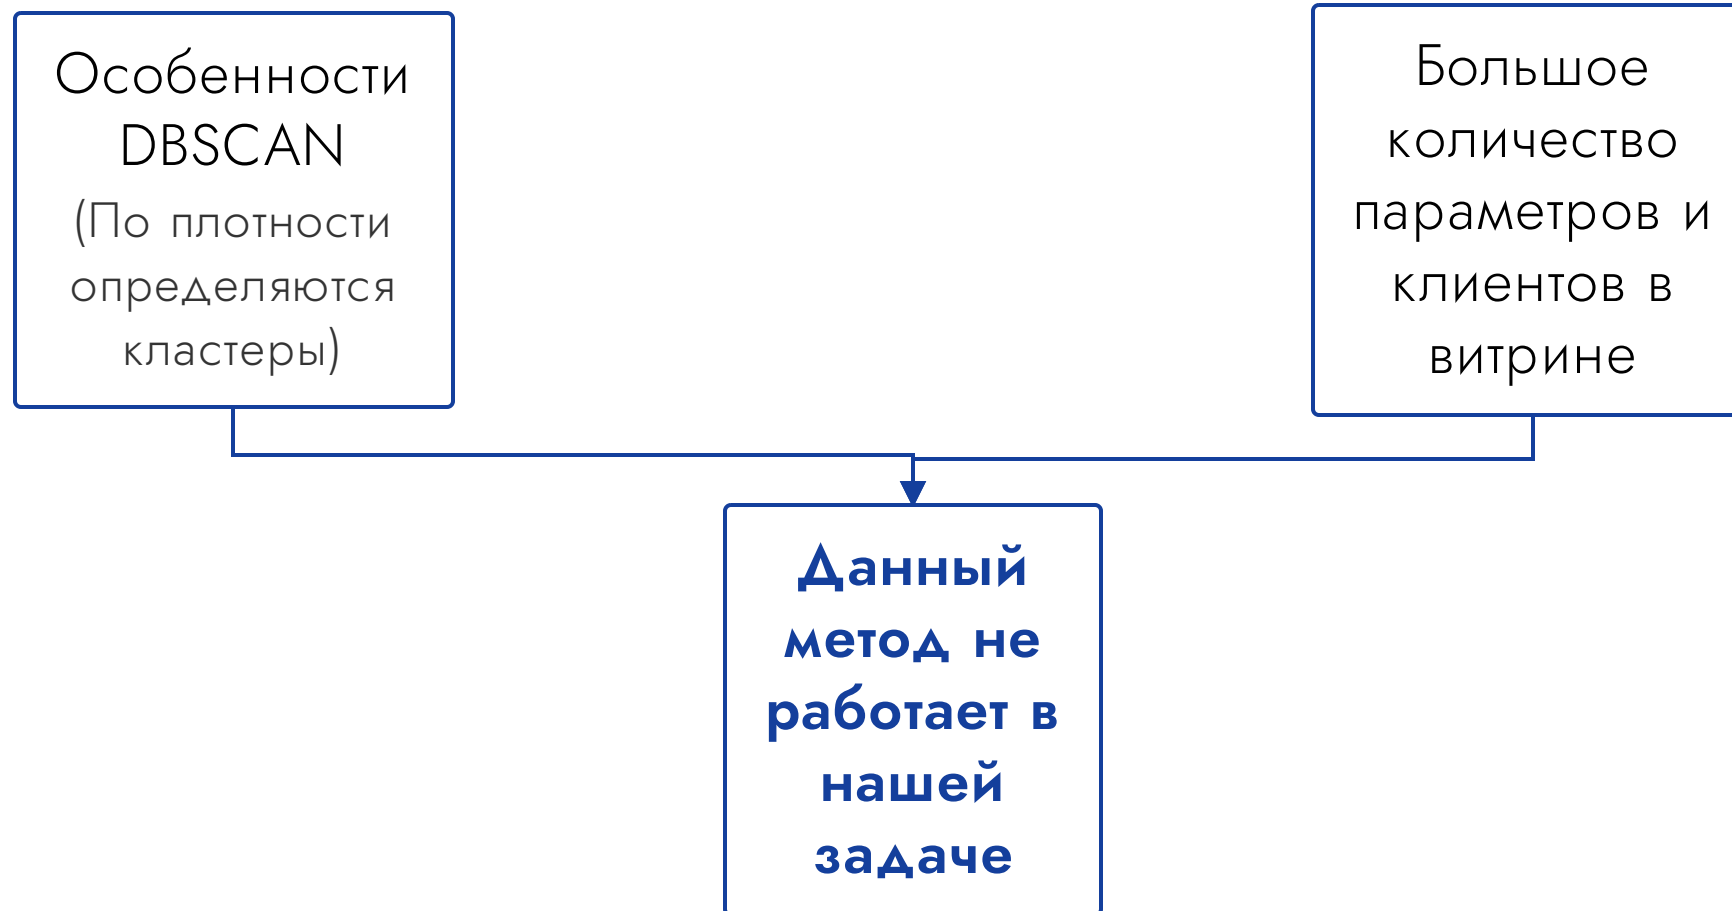 Особенности
DBSCAN
(По плотности
определяются
кластеры)
Большое
количество
параметров и
клиентов в
витрине
Данный
метод не
работает в
нашей
задаче